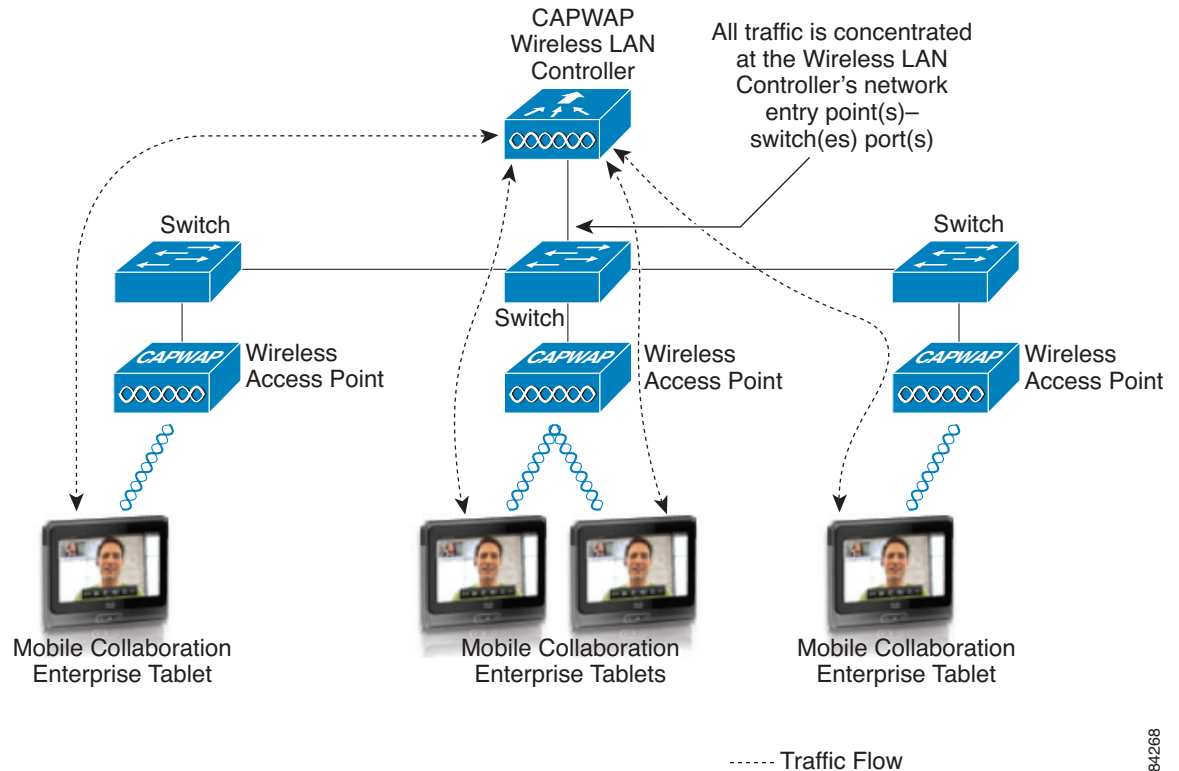 CAPWAP
Wireless LAN
Controller
All traffic is concentrated
at the Wireless LAN
Controller's network
entry point(s)–
switch(es) port(s)
Switch
Switch
Switch
CAPWAP
Wireless
Access Point
CAPWAP
Wireless
Access Point
CAPWAP
Wireless
Access Point
Mobile Collaboration
Enterprise Tablet
Mobile Collaboration
Enterprise Tablets
Mobile Collaboration
Enterprise Tablet
Traffic Flow
84268